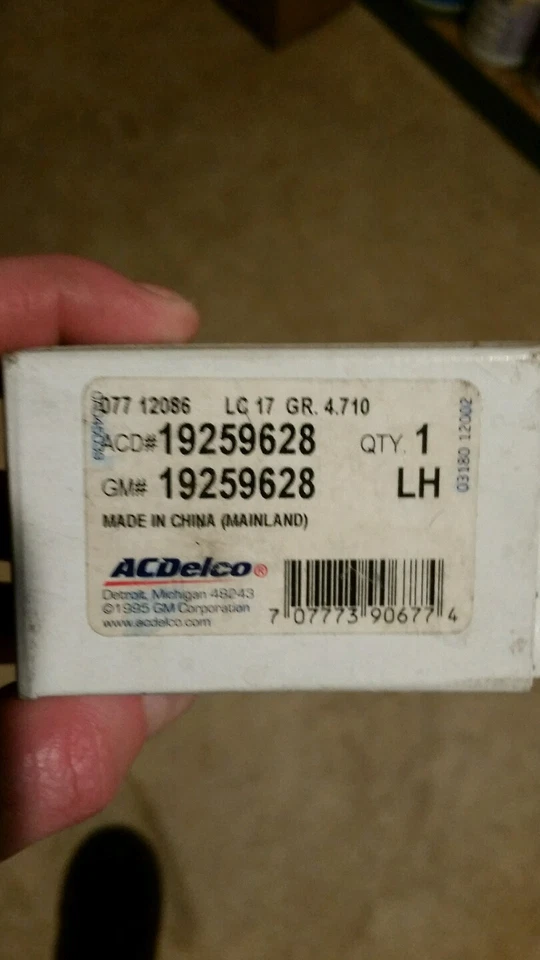 077 12086 LC 17 GR. 4.710
ACD# 19259628 QTY. 1
GM# 19259628 LH
MADE IN CHINA (MAINLAND)
ACDelco®
Detroit, Michigan 48243
©1995 GM Corporation
www.acdelco.com
7 07773 90677 4
03180 12002